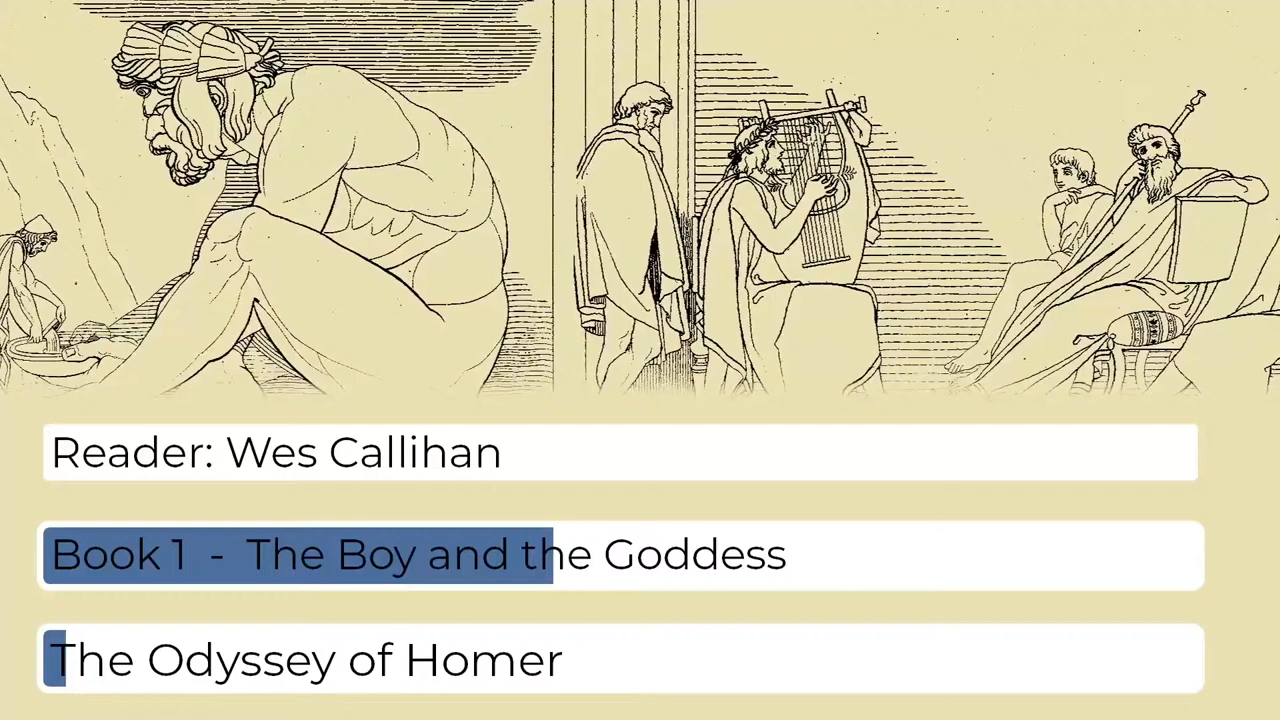 Reader: Wes Callihan
Book 1 - The Boy and the Goddess
The Odyssey of Homer